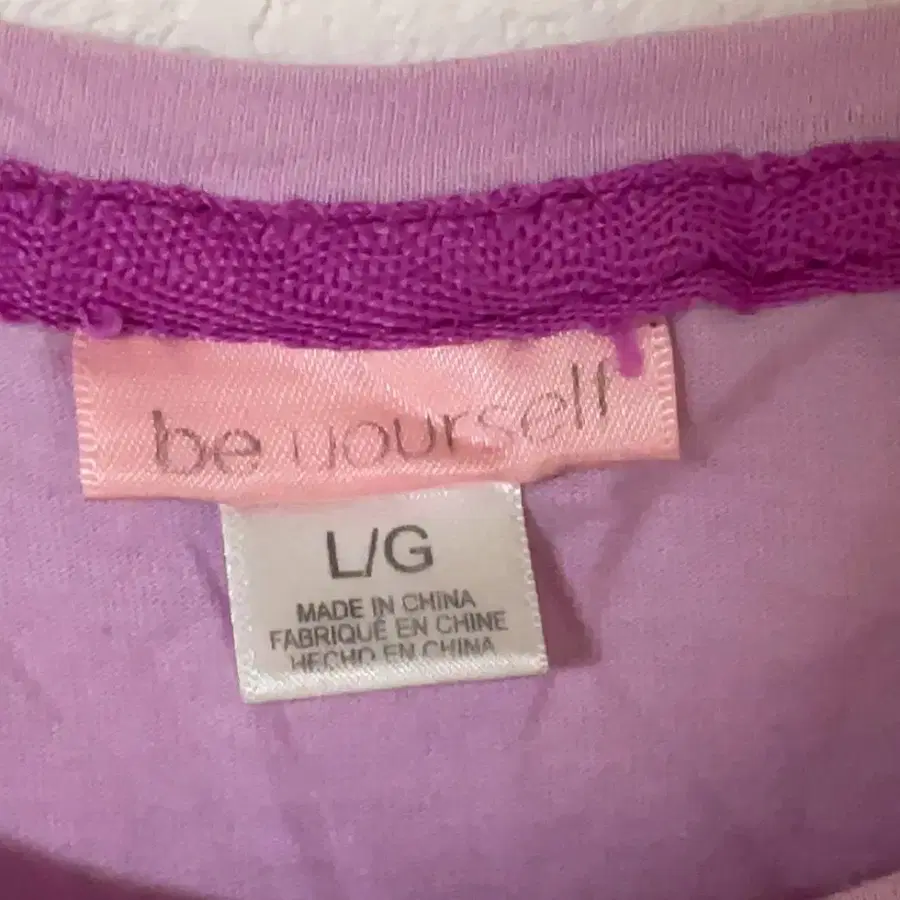 be yourself
L/G
MADE IN CHINA
FABRIQUÉ EN CHINE
HECHO EN CHINA